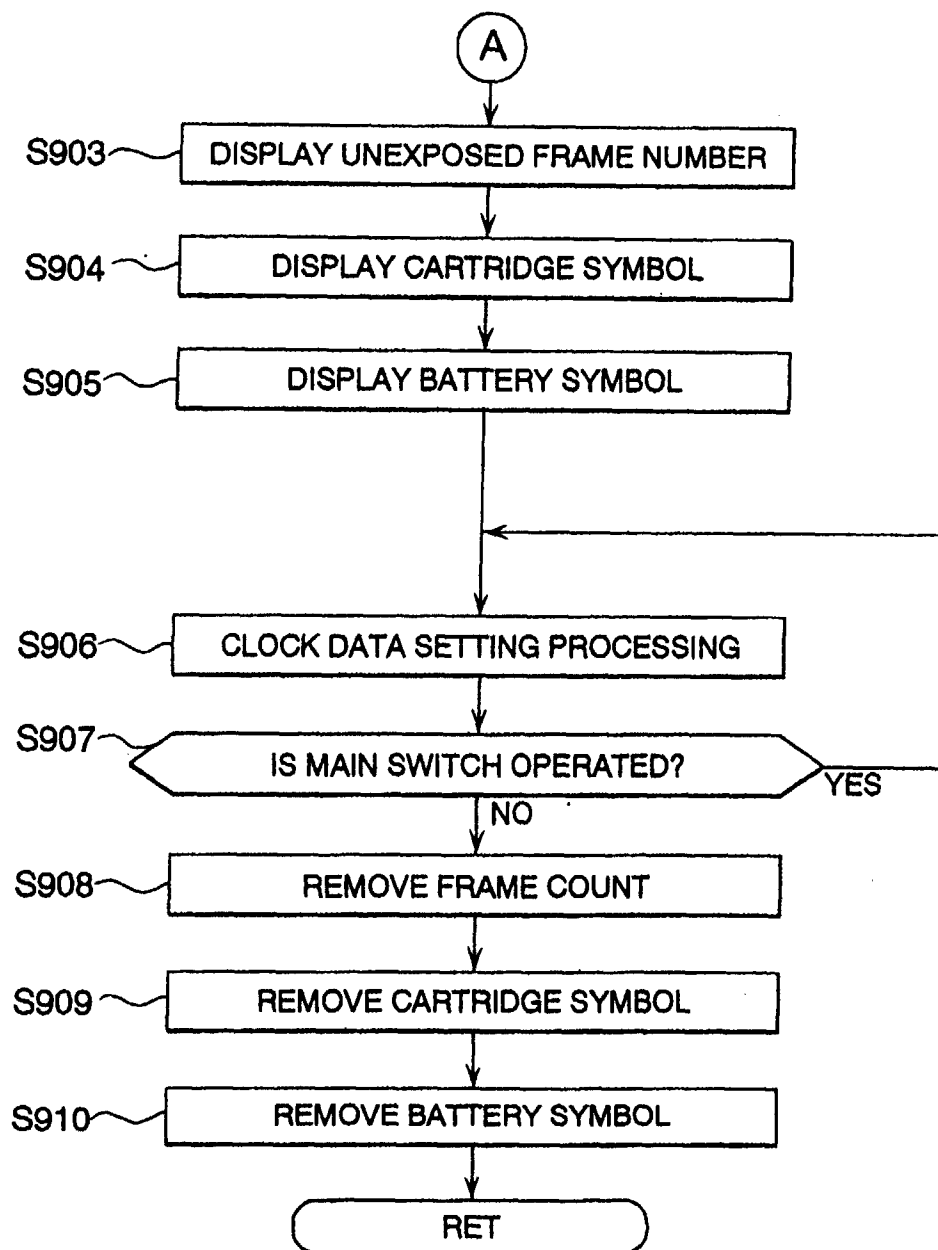 A
S903 DISPLAY UNEXPOSED FRAME NUMBER
S904 DISPLAY CARTRIDGE SYMBOL
S905 DISPLAY BATTERY SYMBOL
S906 CLOCK DATA SETTING PROCESSING
S907 IS MAIN SWITCH OPERATED?
YES
NO
S908 REMOVE FRAME COUNT
S909 REMOVE CARTRIDGE SYMBOL
S910 REMOVE BATTERY SYMBOL
RET